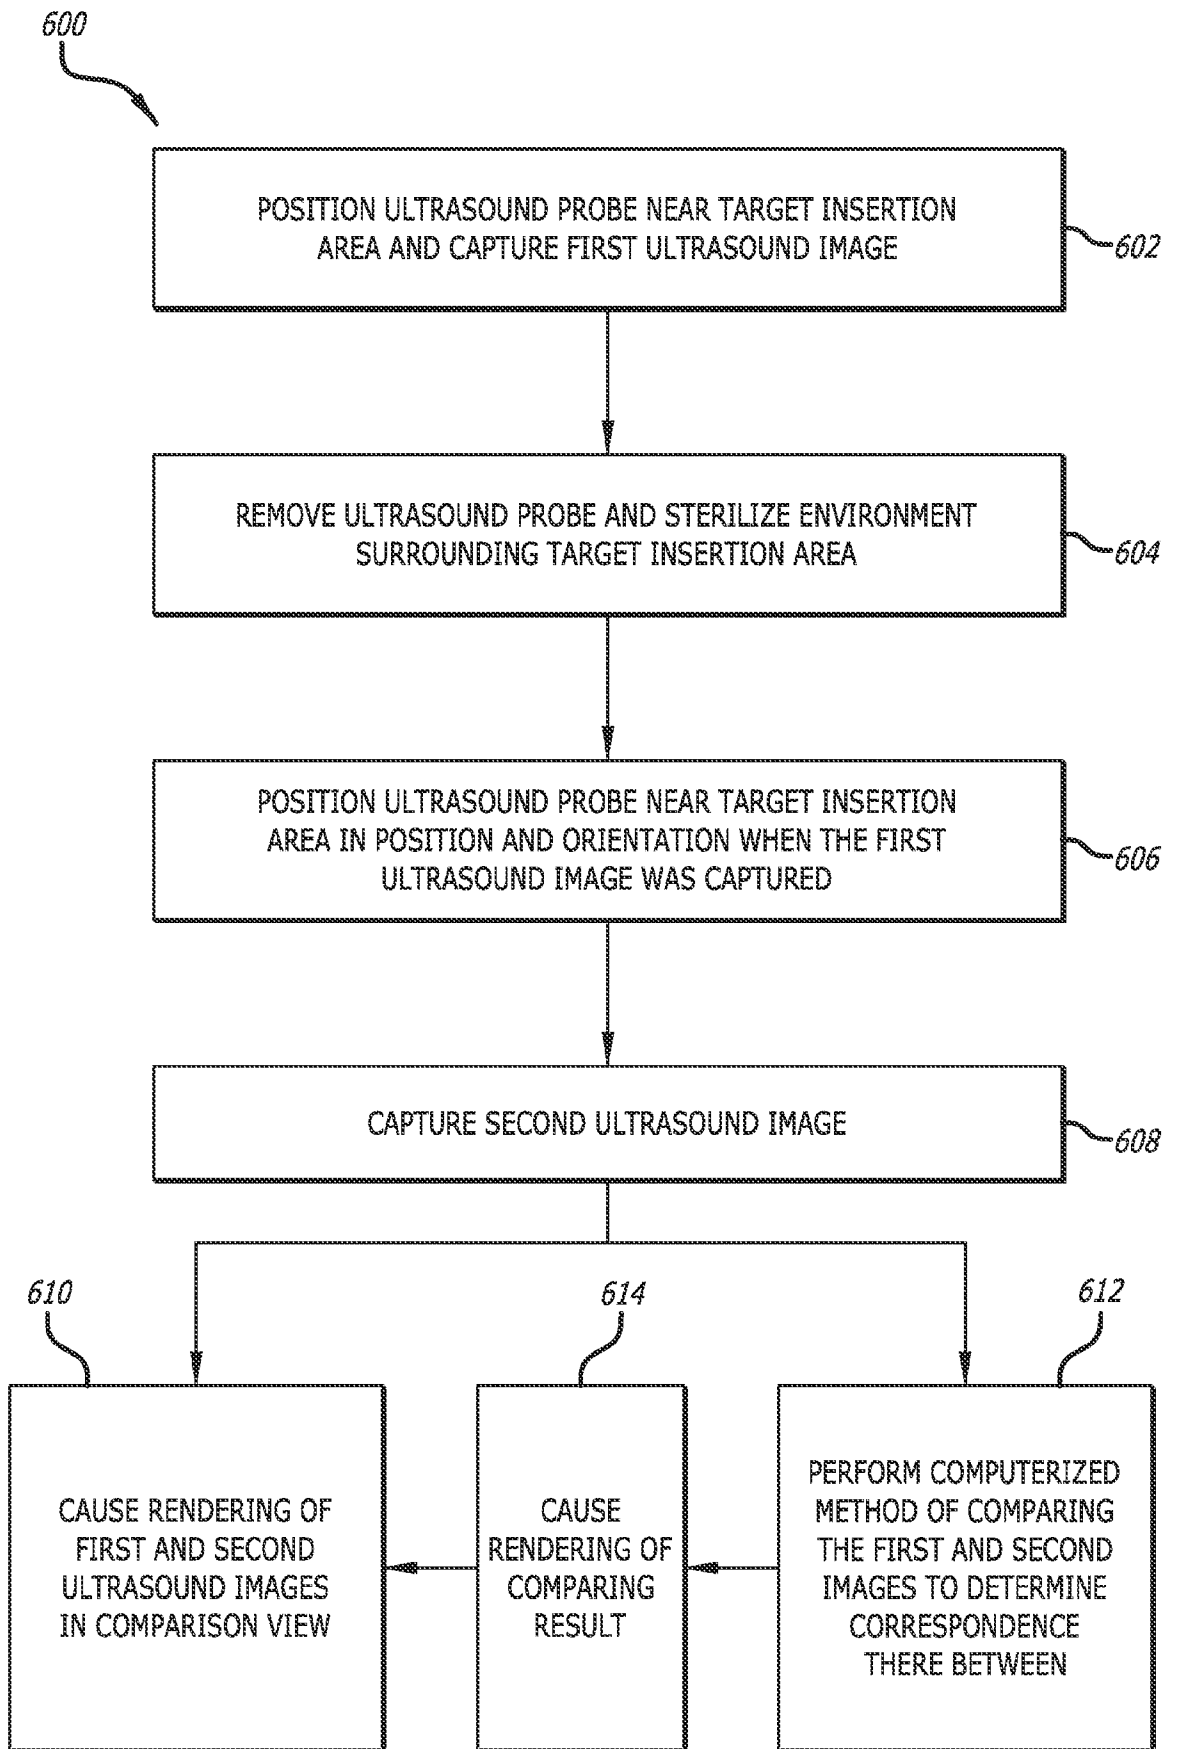 600
POSITION ULTRASOUND PROBE NEAR TARGET INSERTION
AREA AND CAPTURE FIRST ULTRASOUND IMAGE
602
REMOVE ULTRASOUND PROBE AND STERILIZE ENVIRONMENT
SURROUNDING TARGET INSERTION AREA
604
POSITION ULTRASOUND PROBE NEAR TARGET INSERTION
AREA IN POSITION AND ORIENTATION WHEN THE FIRST
ULTRASOUND IMAGE WAS CAPTURED
606
CAPTURE SECOND ULTRASOUND IMAGE
608
610
CAUSE RENDERING OF
FIRST AND SECOND
ULTRASOUND IMAGES
IN COMPARISON VIEW
614
CAUSE
RENDERING OF
COMPARING
RESULT
612
PERFORM COMPUTERIZED
METHOD OF COMPARING
THE FIRST AND SECOND
IMAGES TO DETERMINE
CORRESPONDENCE
THERE BETWEEN